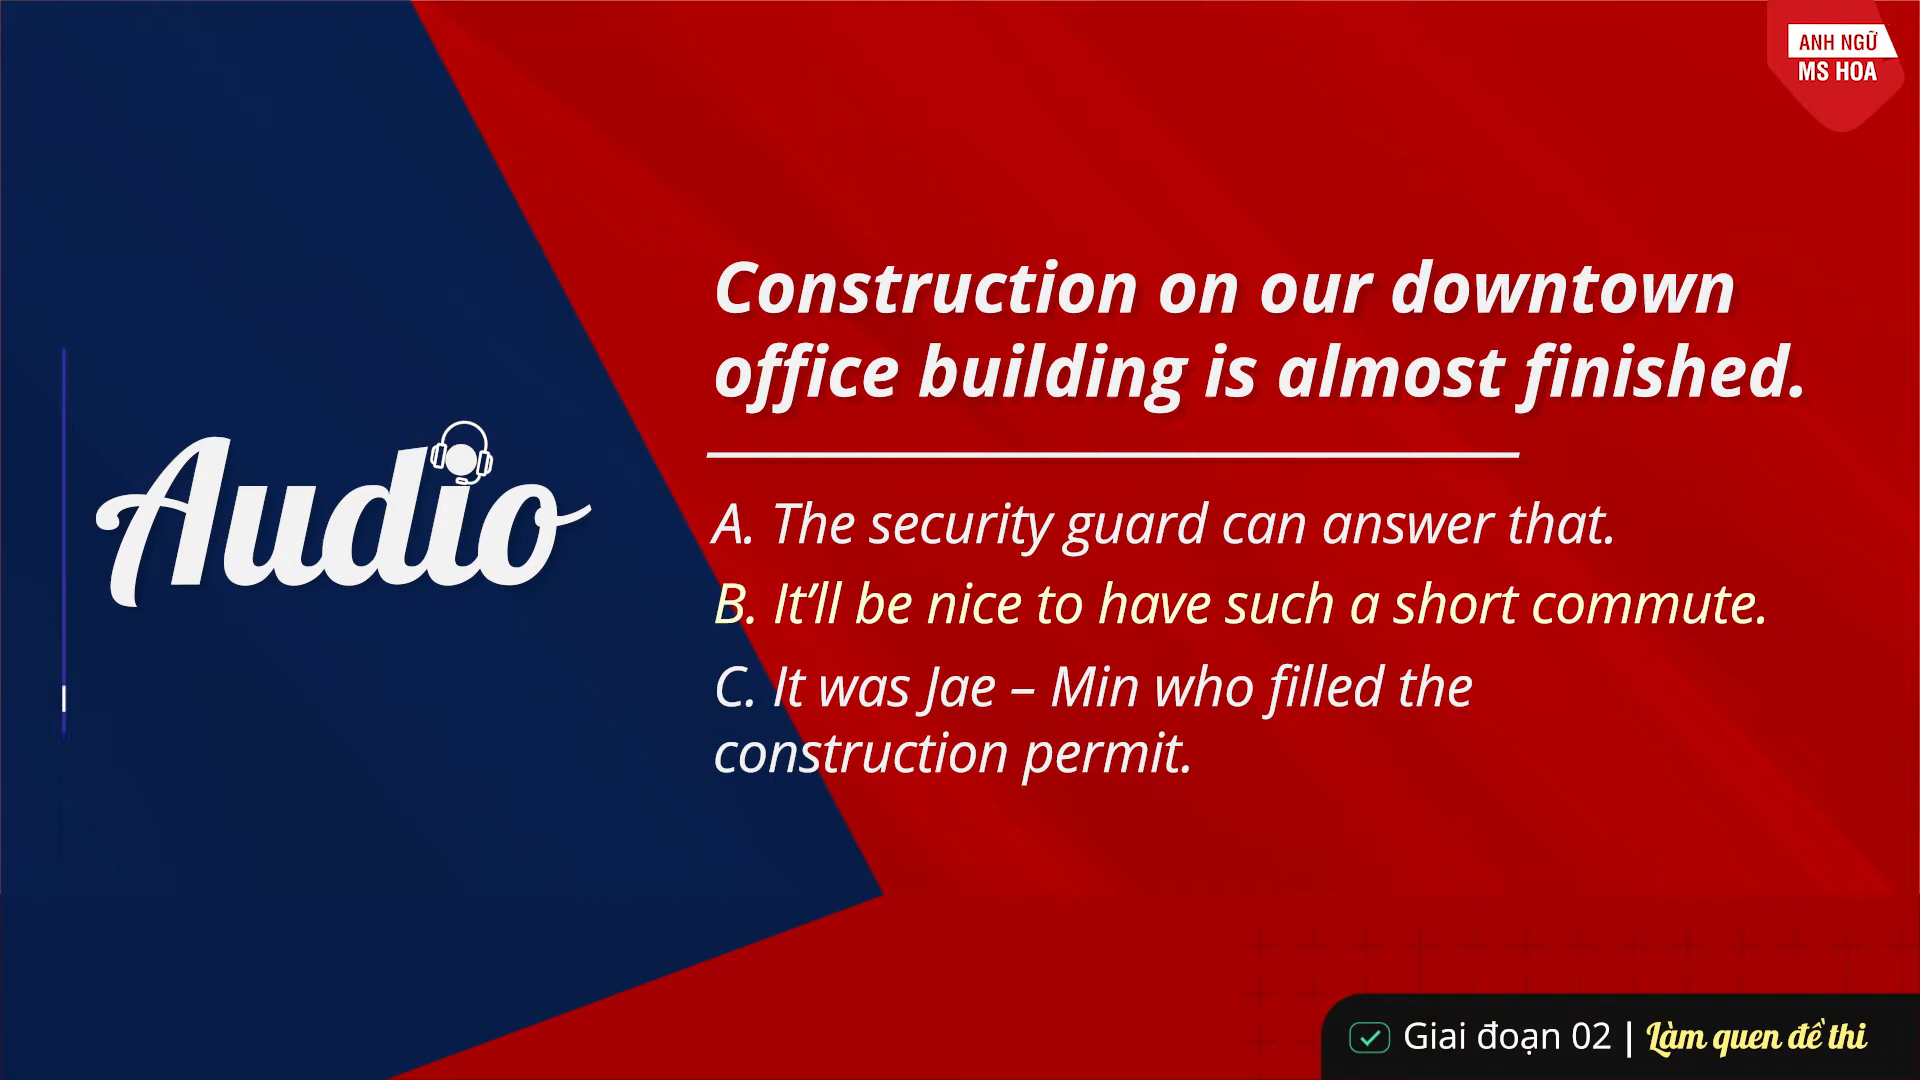 ANH NGỮ
MS HOA
Construction on our downtown
office building is almost finished.
Audio
A. The security guard can answer that.
B. It’ll be nice to have such a short commute.
C. It was Jae – Min who filled the
construction permit.
Giai đoạn 02 | Làm quen đề thi